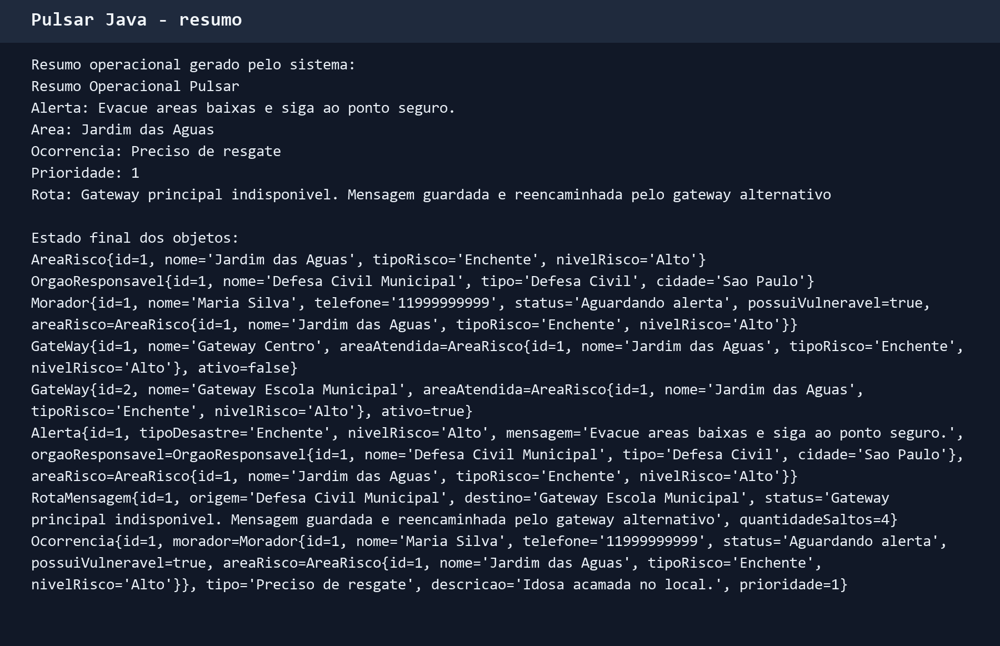 Pulsar Java - resumo
Resumo operacional gerado pelo sistema:
Resumo Operacional Pulsar
Alerta: Evacue areas baixas e siga ao ponto seguro.
Area: Jardim das Aguas
Ocorrencia: Preciso de resgate
Prioridade: 1
Rota: Gateway principal indisponivel. Mensagem guardada e reencaminhada pelo gateway alternativo
Estado final dos objetos:
AreaRisco{id=1, nome='Jardim das Aguas', tipoRisco='Enchente', nivelRisco='Alto'}
OrgaoResponsavel{id=1, nome='Defesa Civil Municipal', tipo='Defesa Civil', cidade='Sao Paulo'}
Morador{id=1, nome='Maria Silva', telefone='11999999999', status='Aguardando alerta', possuiVulneravel=true,
areaRisco=AreaRisco{id=1, nome='Jardim das Aguas', tipoRisco='Enchente', nivelRisco='Alto'}}
GateWay{id=1, nome='Gateway Centro', areaAtendida=AreaRisco{id=1, nome='Jardim das Aguas', tipoRisco='Enchente',
nivelRisco='Alto'}, ativo=false}
GateWay{id=2, nome='Gateway Escola Municipal', areaAtendida=AreaRisco{id=1, nome='Jardim das Aguas',
tipoRisco='Enchente', nivelRisco='Alto'}, ativo=true}
Alerta{id=1, tipoDesastre='Enchente', nivelRisco='Alto', mensagem='Evacue areas baixas e siga ao ponto seguro.',
orgaoResponsavel=OrgaoResponsavel{id=1, nome='Defesa Civil Municipal', tipo='Defesa Civil', cidade='Sao Paulo'},
areaRisco=AreaRisco{id=1, nome='Jardim das Aguas', tipoRisco='Enchente', nivelRisco='Alto'}}
RotaMensagem{id=1, origem='Defesa Civil Municipal', destino='Gateway Escola Municipal', status='Gateway
principal indisponivel. Mensagem guardada e reencaminhada pelo gateway alternativo', quantidadeSaltos=4}
Ocorrencia{id=1, morador=Morador{id=1, nome='Maria Silva', telefone='11999999999', status='Aguardando alerta',
possuiVulneravel=true, areaRisco=AreaRisco{id=1, nome='Jardim das Aguas', tipoRisco='Enchente',
nivelRisco='Alto'}}, tipo='Preciso de resgate', descricao='Idosa acamada no local.', prioridade=1}